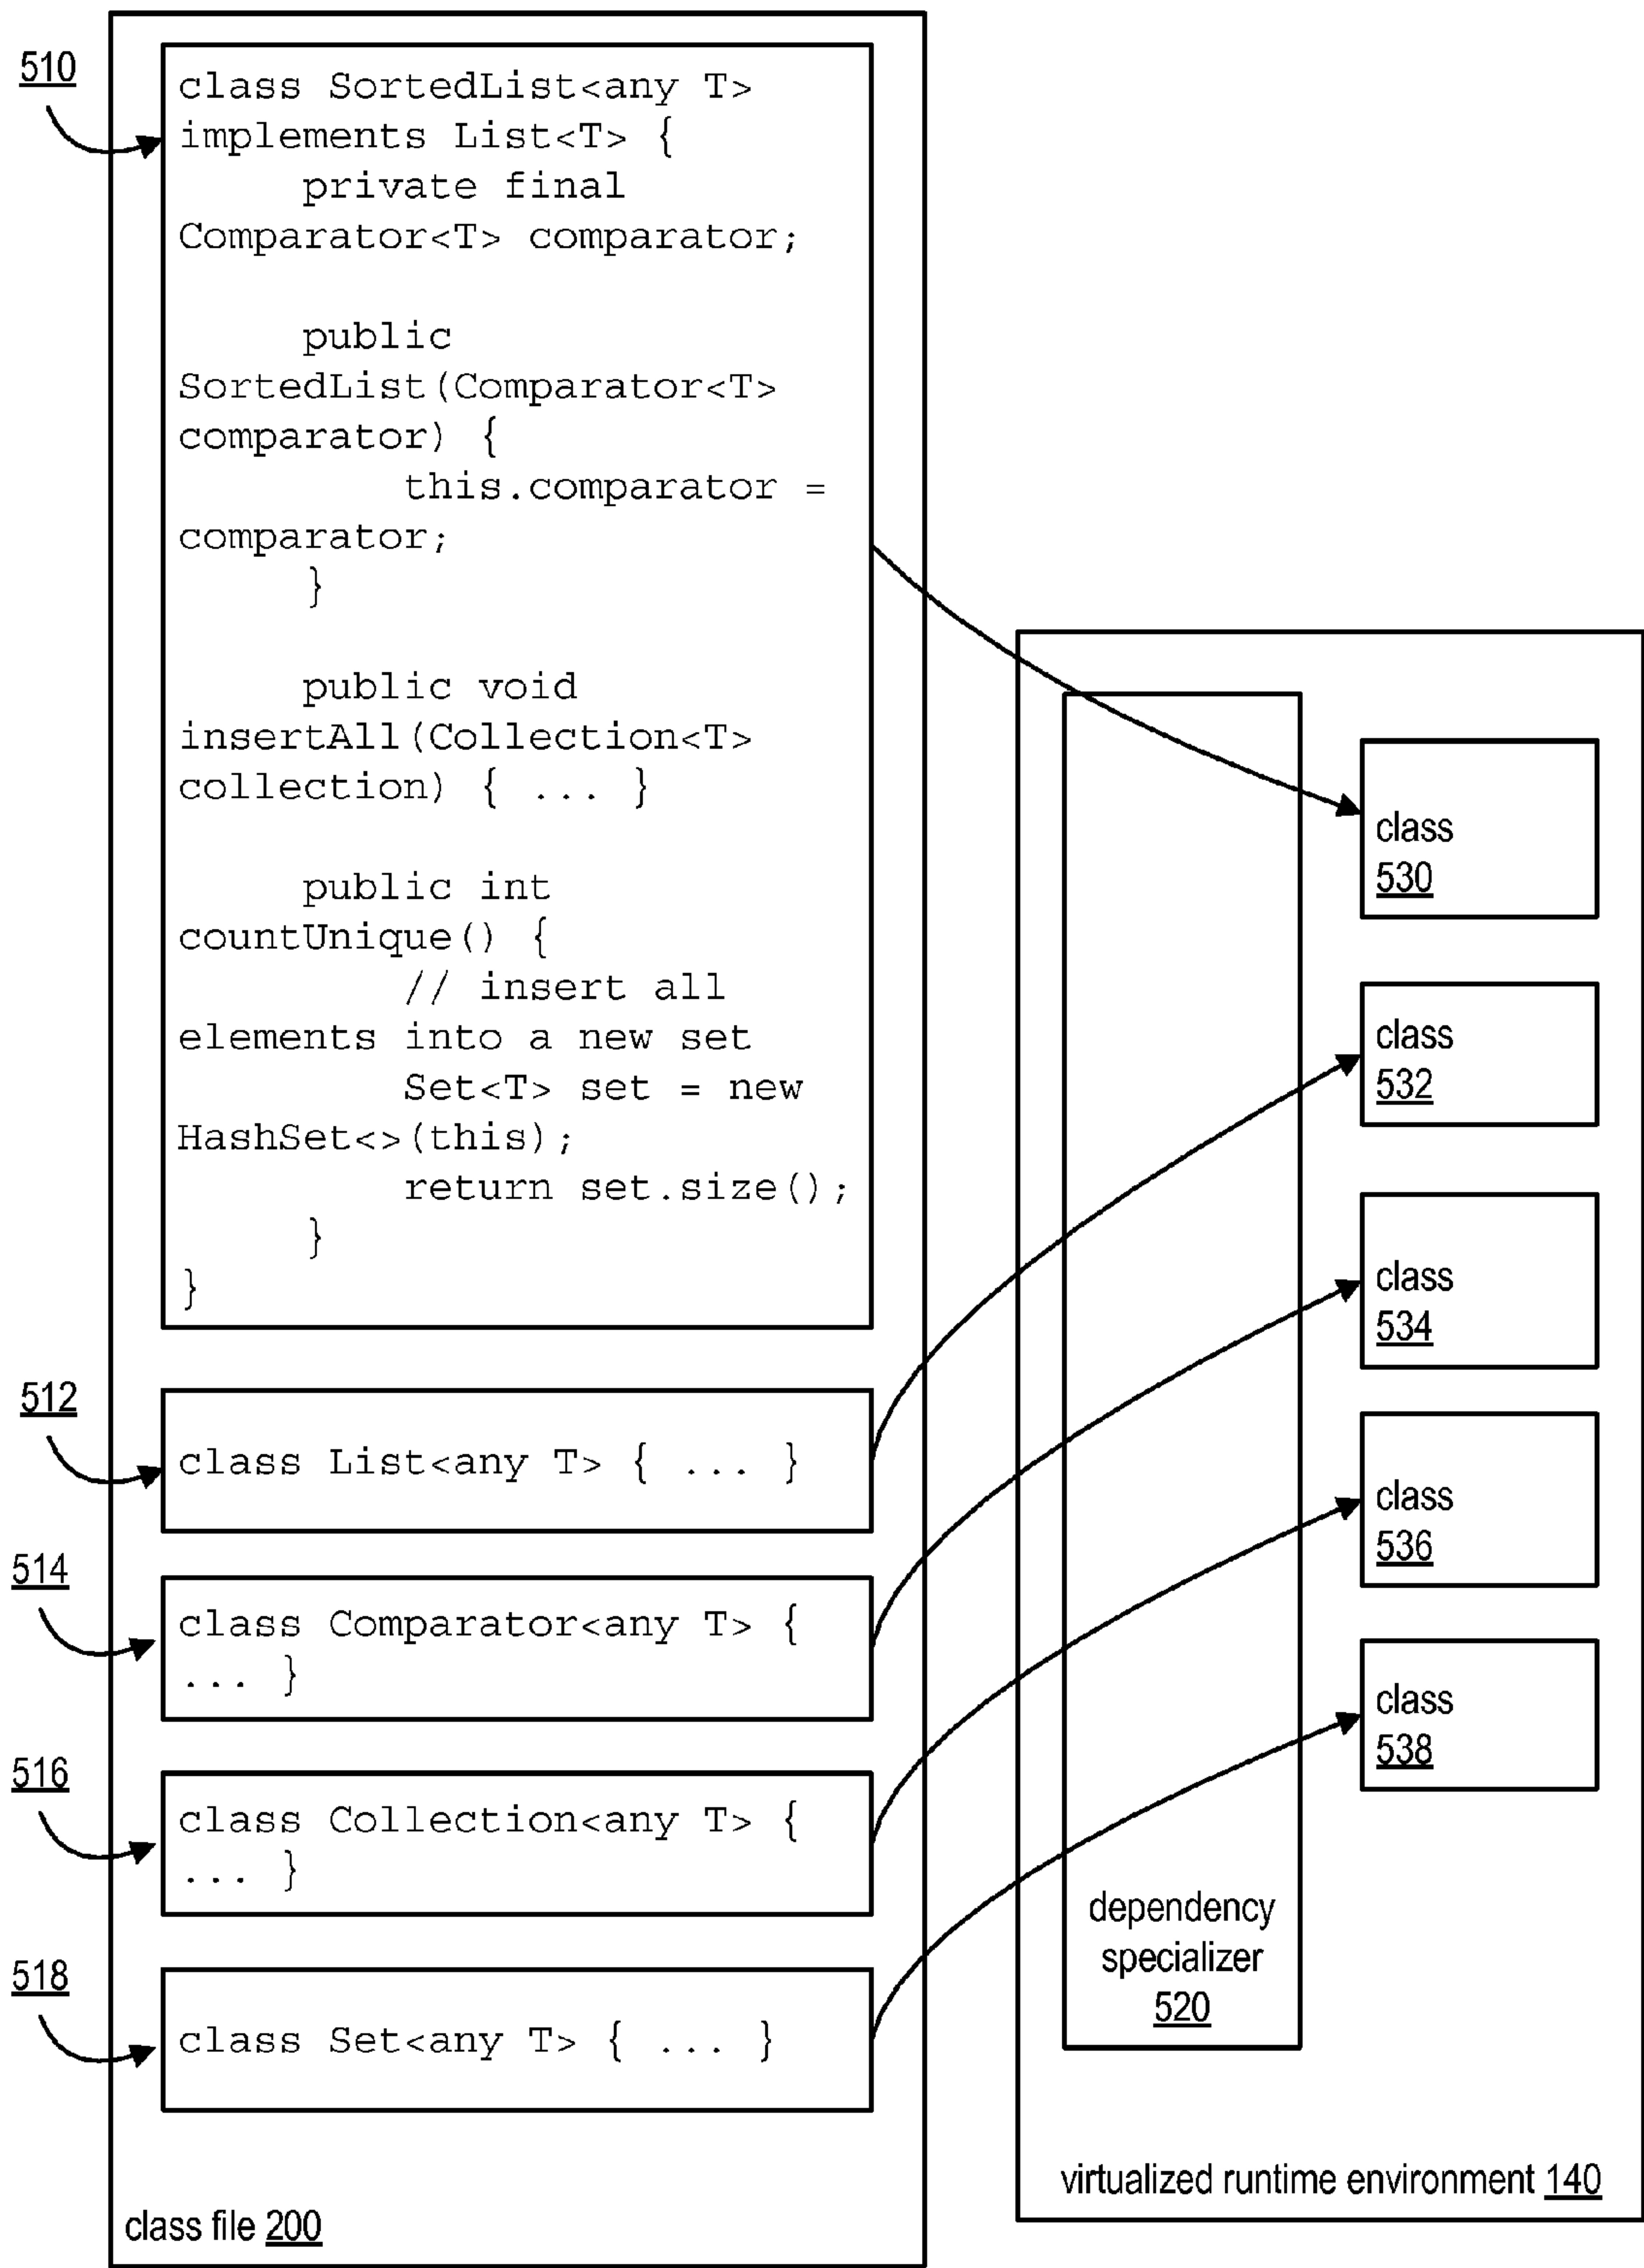 510
class SortedList<any T>
implements List<T> {
private final
Comparator<T> comparator;
public
SortedList(Comparator<T>
comparator) {
this.comparator =
comparator;
}
public void
insertAll(Collection<T>
collection) { ... }
public int
countUnique() {
// insert all
elements into a new set
Set<T> set = new
HashSet<>(this);
return set.size();
}
}
512
class List<any T> { ... }
514
class Comparator<any T> {
... }
516
class Collection<any T> {
... }
518
class Set<any T> { ... }
class file 200
dependency
specializer
520
class
530
class
532
class
534
class
536
class
538
virtualized runtime environment 140